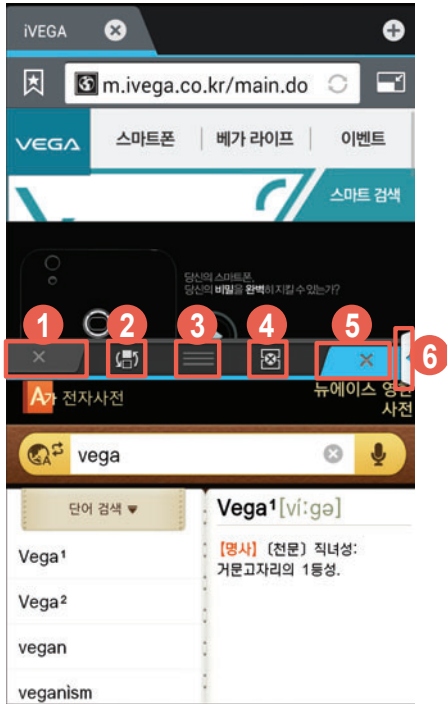 iVEGA
m.ivega.co.kr/main.do
VEGA 스마트폰 베가 라이프 이벤트
스마트 검색
당신의 스마트폰,
당신의 비밀을 완벽히 지킬 수 있는가?
1 2 3 4 5 6
A가 전자사전 뉴에이스 영한
사전
vega
단어 검색 ▼
Vega¹[víːgə]
Vega¹
[명사] (전문) 직녀성:
거문고자리의 1등성.
Vega²
vegan
veganism